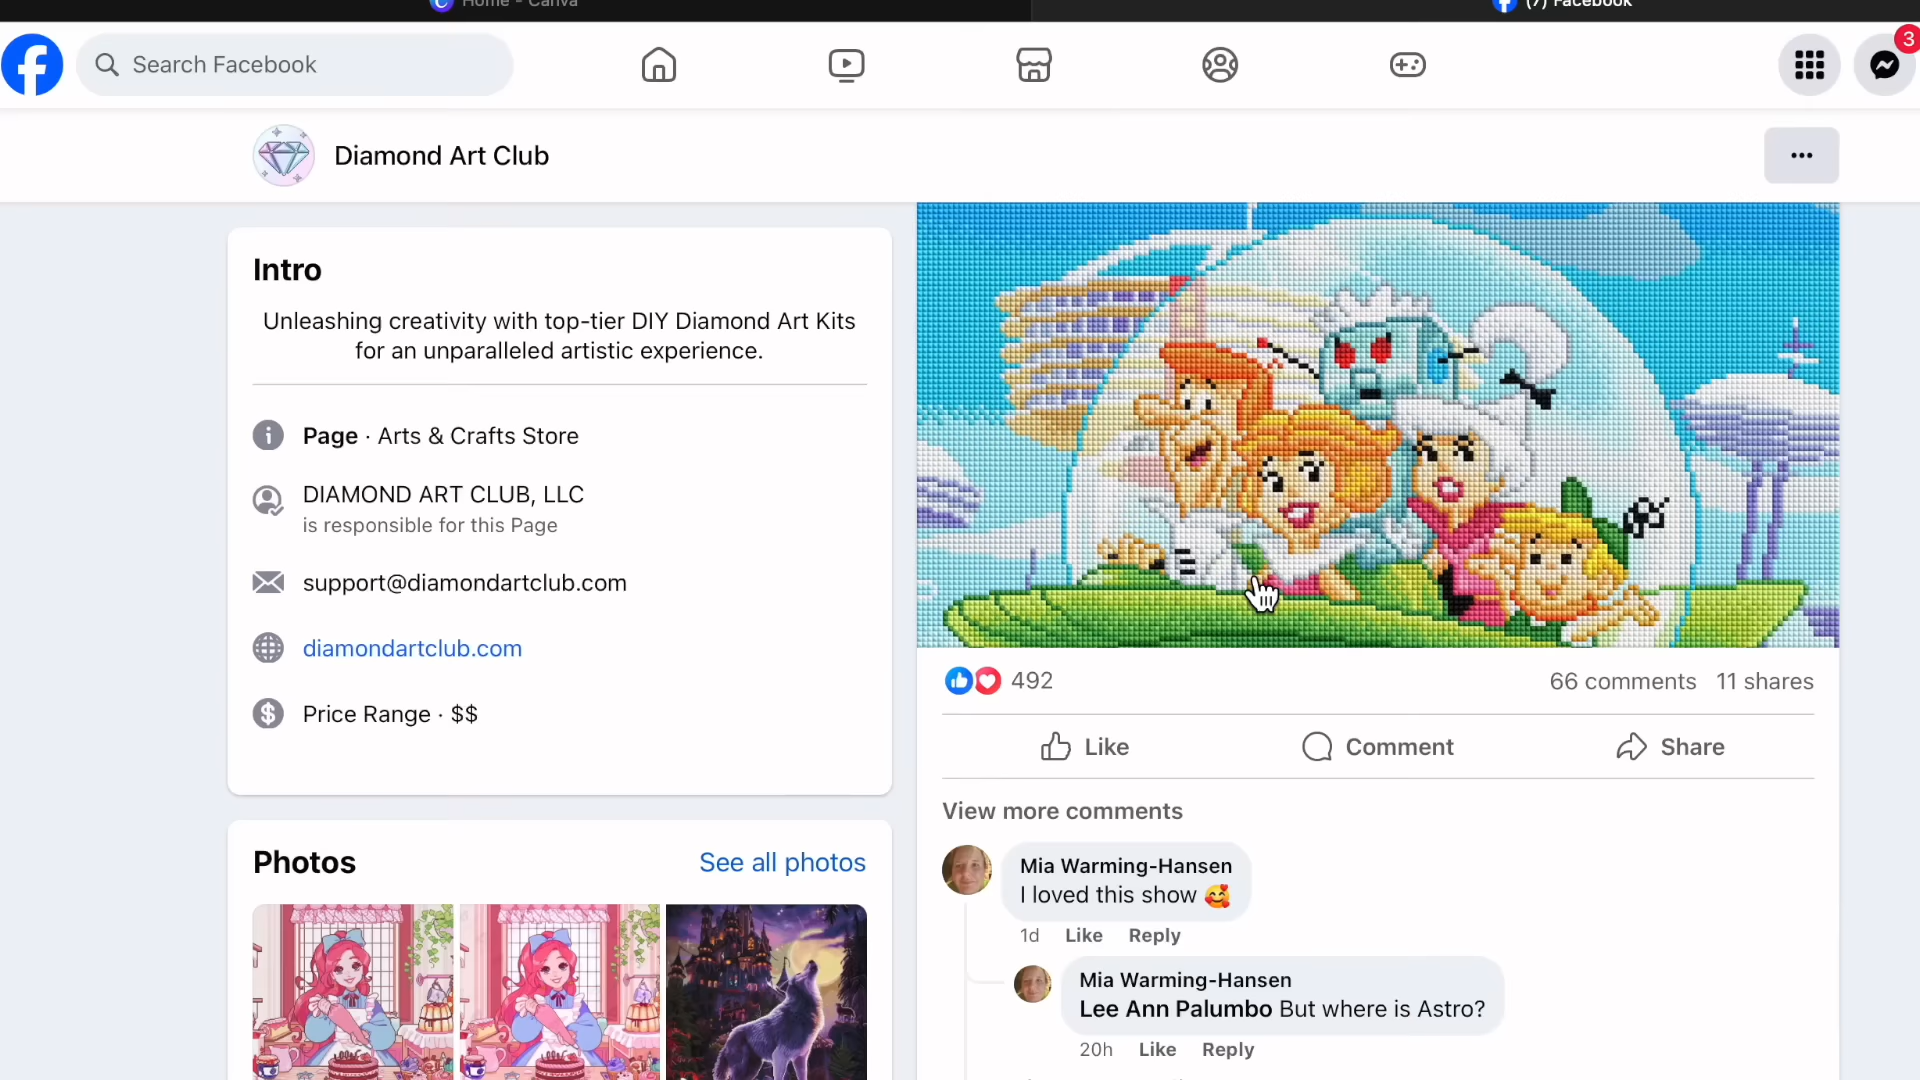 Home - Canva
(7) Facebook
Search Facebook
3
Diamond Art Club
Intro
Unleashing creativity with top-tier DIY Diamond Art Kits
for an unparalleled artistic experience.
Page · Arts & Crafts Store
DIAMOND ART CLUB, LLC
is responsible for this Page
support@diamondartclub.com
diamondartclub.com
Price Range · $$
Photos
See all photos
492
66 comments 11 shares
Like Comment Share
View more comments
Mia Warming-Hansen
I loved this show 🥰
1d Like Reply
Mia Warming-Hansen
Lee Ann Palumbo But where is Astro?
20h Like Reply